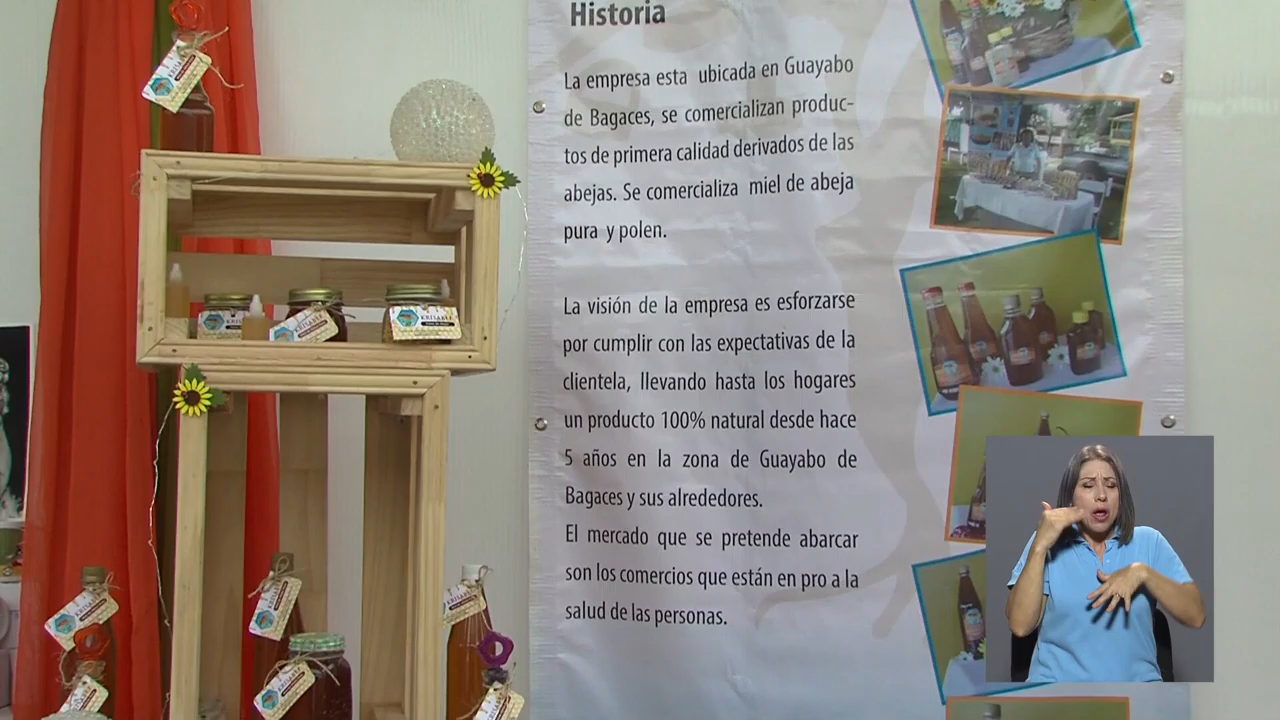 Historia
La empresa esta ubicada en Guayabo
de Bagaces, se comercializan produc-
tos de primera calidad derivados de las
abejas. Se comercializa miel de abeja
pura y polen.
La visión de la empresa es esforzarse
por cumplir con las expectativas de la
clientela, llevando hasta los hogares
un producto 100% natural desde hace
5 años en la zona de Guayabo de
Bagaces y sus alrededores.
El mercado que se pretende abarcar
son los comercios que están en pro a la
salud de las personas.